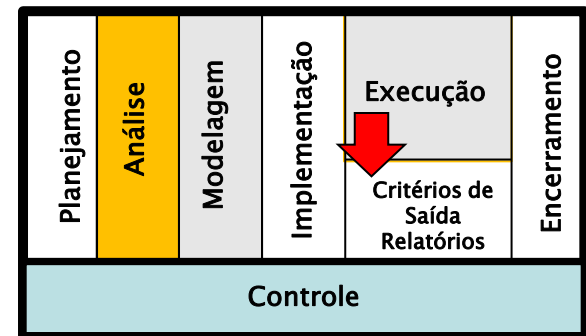 Planejamento
Análise
Modelagem
Implementação
Execução
Critérios de
Saída
Relatórios
Encerramento
Controle